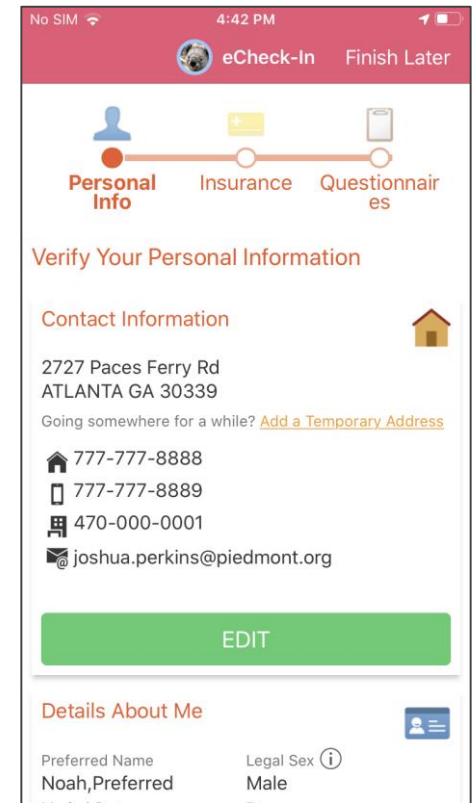 No SIM 4:42 PM
eCheck-In Finish Later
Personal Info
Insurance
Questionnaires
Verify Your Personal Information
Contact Information
2727 Paces Ferry Rd
ATLANTA GA 30339
Going somewhere for a while? Add a Temporary Address
777-777-8888
777-777-8889
470-000-0001
joshua.perkins@piedmont.org
EDIT
Details About Me
Preferred Name Legal Sex
Noah,Preferred Male